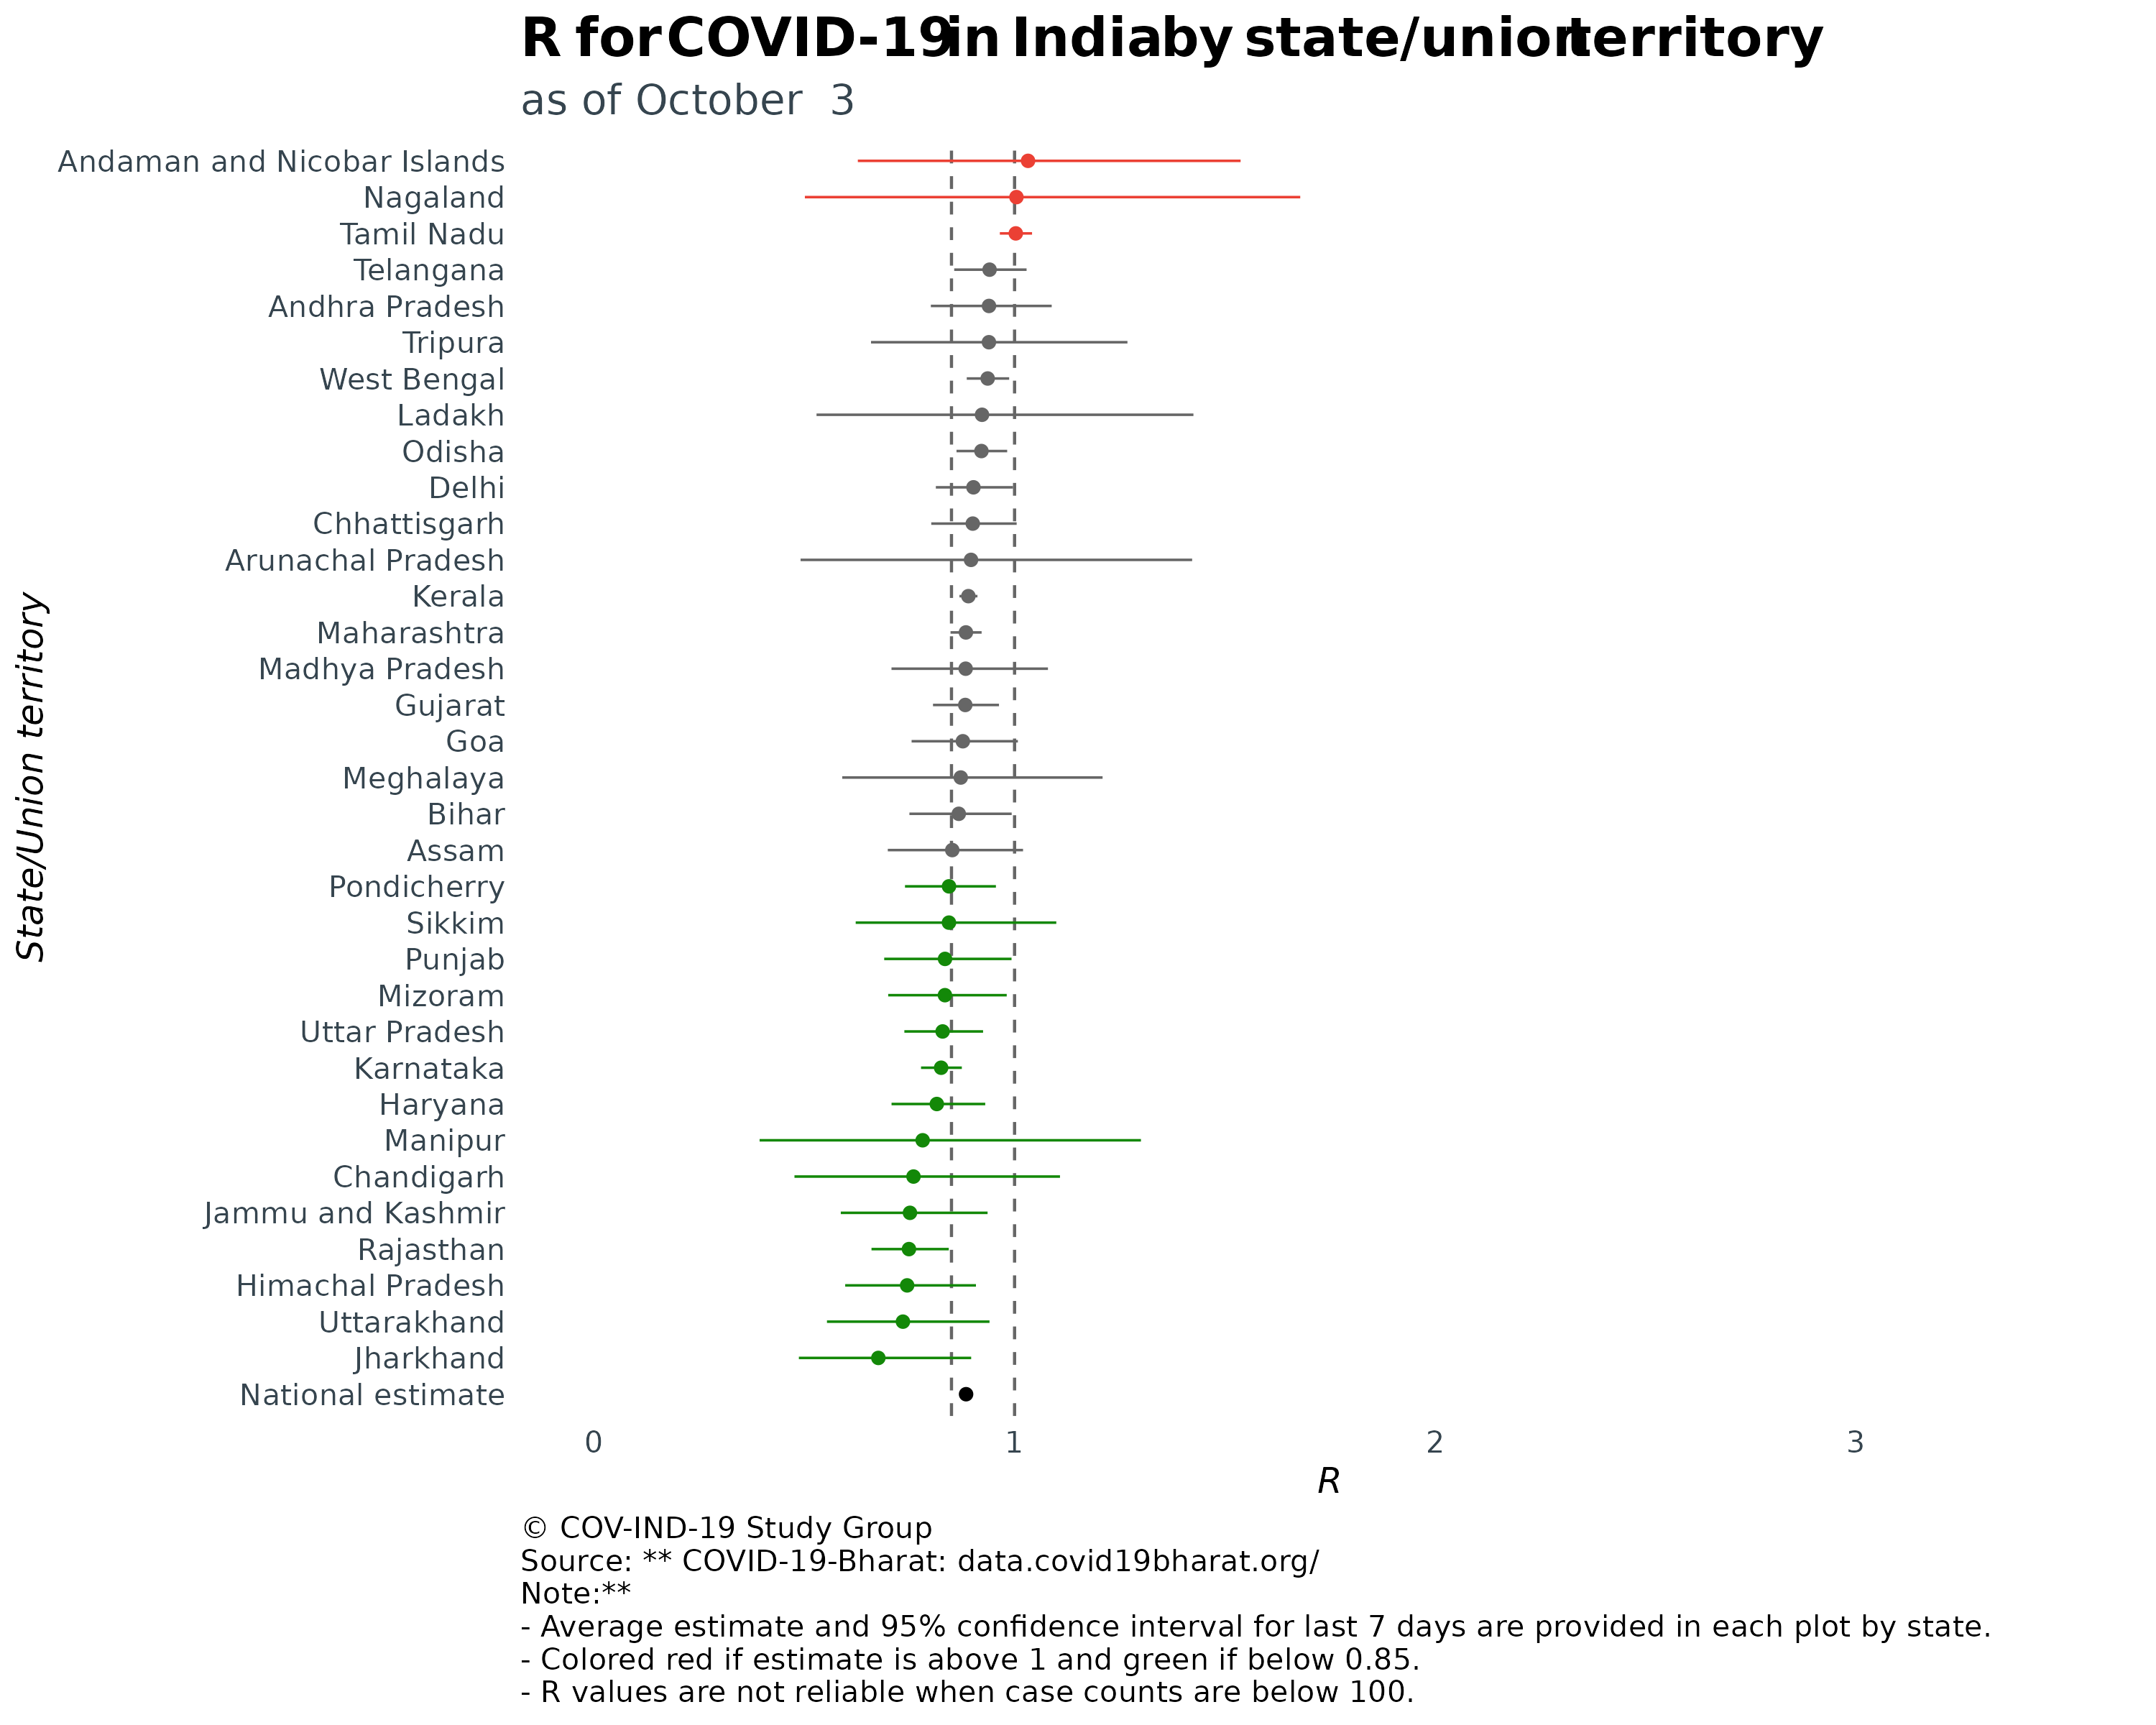 R for COVID-19 in India by state/union territory
as of October 3
Andaman and Nicobar Islands
Nagaland
Tamil Nadu
Telangana
Andhra Pradesh
Tripura
West Bengal
Ladakh
Odisha
Delhi
Chhattisgarh
Arunachal Pradesh
Kerala
Maharashtra
Madhya Pradesh
Gujarat
Goa
Meghalaya
Bihar
Assam
Pondicherry
Sikkim
Punjab
Mizoram
Uttar Pradesh
Karnataka
Haryana
Manipur
Chandigarh
Jammu and Kashmir
Rajasthan
Himachal Pradesh
Uttarakhand
Jharkhand
National estimate
State/Union territory
0 1 2 3
R
© COV-IND-19 Study Group
Source: ** COVID-19-Bharat: data.covid19bharat.org/
Note:**
- Average estimate and 95% confidence interval for last 7 days are provided in each plot by state.
- Colored red if estimate is above 1 and green if below 0.85.
- R values are not reliable when case counts are below 100.